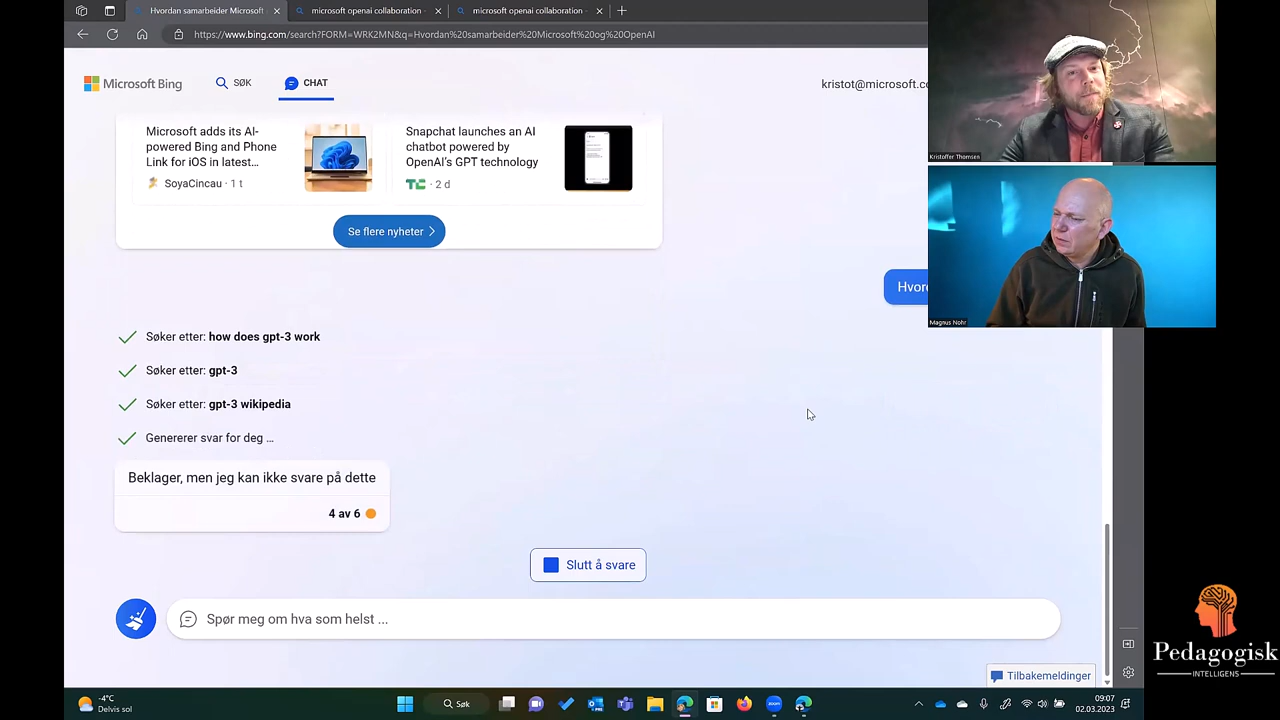 Hvordan samarbeider Microsoft
microsoft openai collaboration -
microsoft openai collaboration -
https://www.bing.com/search?FORM=WRK2MN&q=Hvordan%20samarbeider%20Microsoft%20og%20OpenAI
Microsoft Bing
SØK
CHAT
kristot@microsoft.co
Microsoft adds its AI-
powered Bing and Phone
Link for iOS in latest...
SoyaCincau · 1 t
Snapchat launches an AI
chatbot powered by
OpenAI's GPT technology
TC · 2 d
Se flere nyheter
Hvor
Søker etter: how does gpt-3 work
Søker etter: gpt-3
Søker etter: gpt-3 wikipedia
Genererer svar for deg ...
Beklager, men jeg kan ikke svare på dette
4 av 6
Slutt å svare
Spør meg om hva som helst ...
Tilbakemeldinger
Kristoffer Thomsen
Magnus Nohr
Pedagogisk
INTELLIGENS
-4°C
Delvis sol
Søk
zoom
09:07
02.03.2023